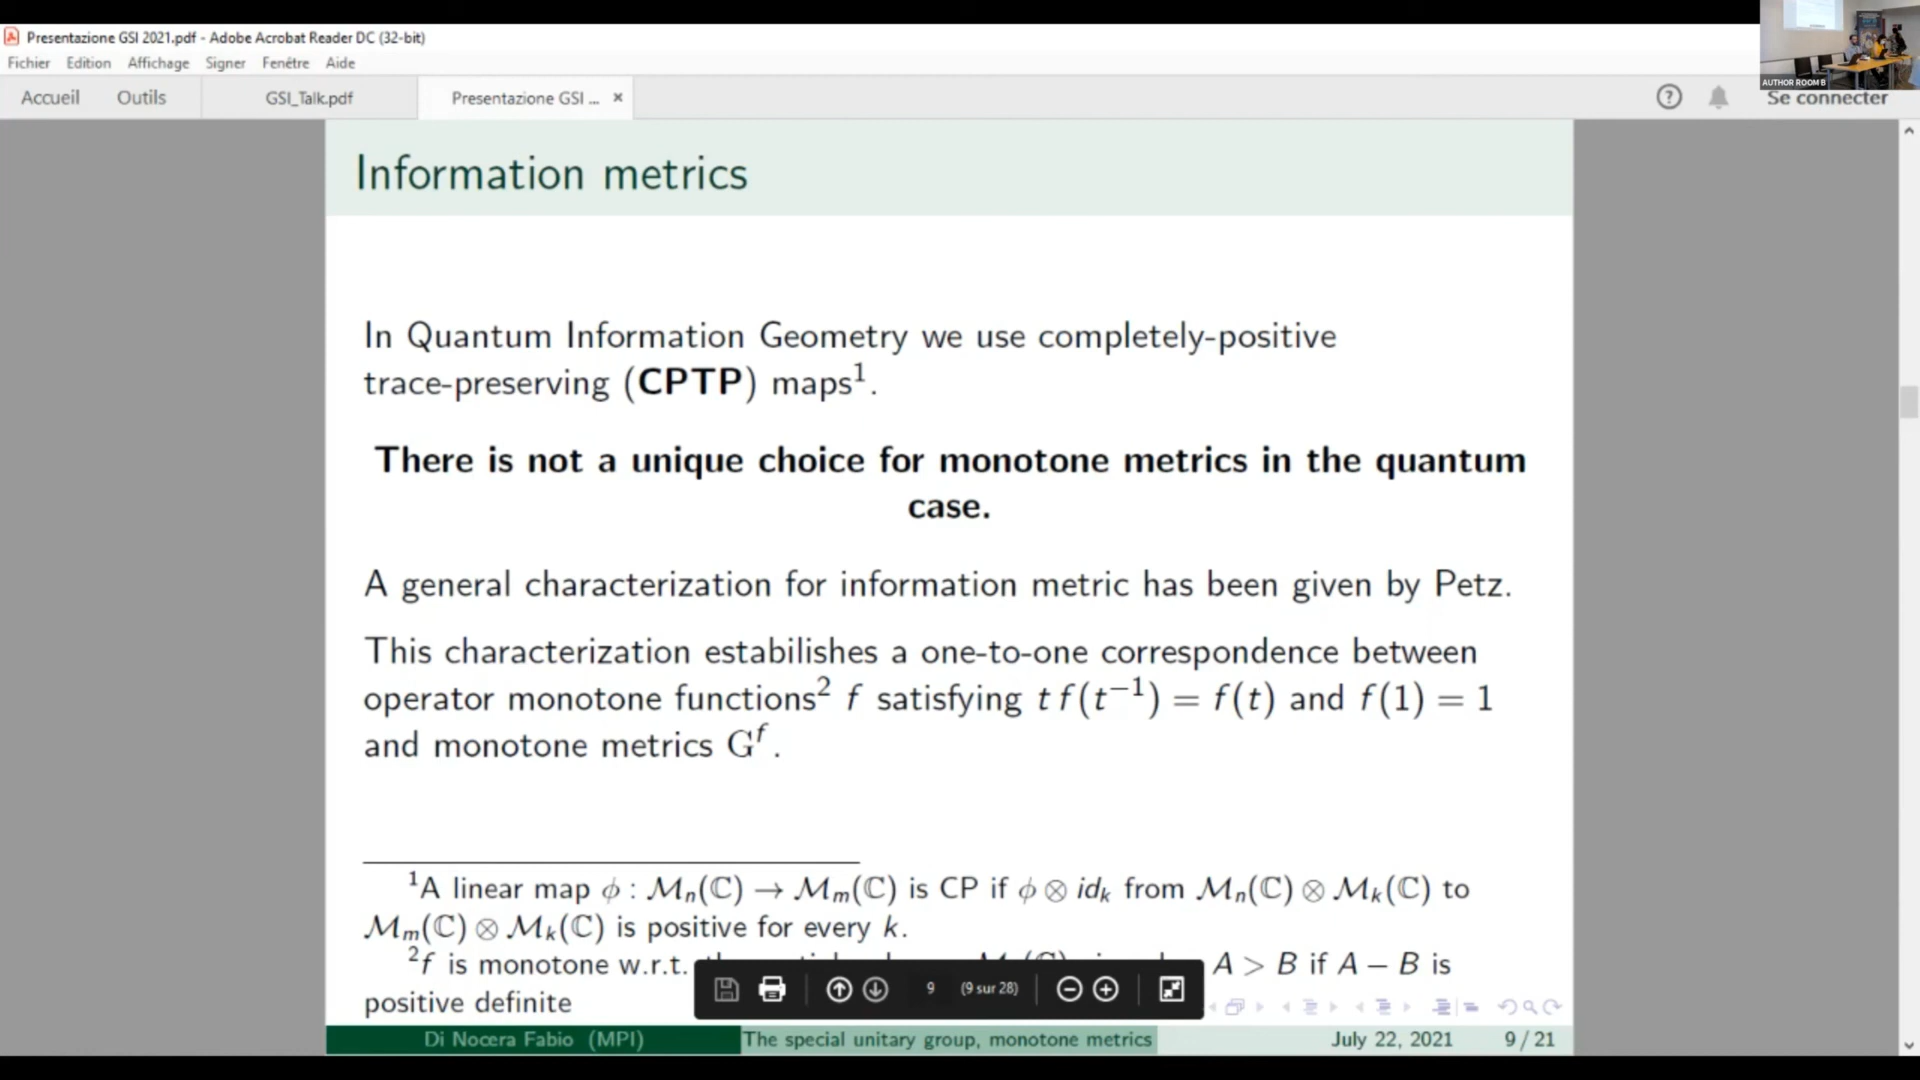 Presentazione GSI 2021.pdf - Adobe Acrobat Reader DC (32-bit)
Fichier Edition Affichage Signer Fenêtre Aide
Accueil Outils GSI_Talk.pdf Presentazione GSI ... × Se connecter
AUTHOR ROOM B
Information metrics
In Quantum Information Geometry we use completely-positive
trace-preserving (CPTP) maps¹.
There is not a unique choice for monotone metrics in the quantum
case.
A general characterization for information metric has been given by Petz.
This characterization estabilishes a one-to-one correspondence between
operator monotone functions² f satisfying t f(t⁻¹) = f(t) and f(1) = 1
and monotone metrics Gᶠ.
¹A linear map ϕ : ℳₙ(ℂ) → ℳₘ(ℂ) is CP if ϕ ⊗ idₖ from ℳₙ(ℂ) ⊗ ℳₖ(ℂ) to
ℳₘ(ℂ) ⊗ ℳₖ(ℂ) is positive for every k.
²f is monotone w.r.t. A > B if A − B is
positive definite
9 (9 sur 28)
Di Nocera Fabio (MPI) The special unitary group, monotone metrics July 22, 2021 9 / 21